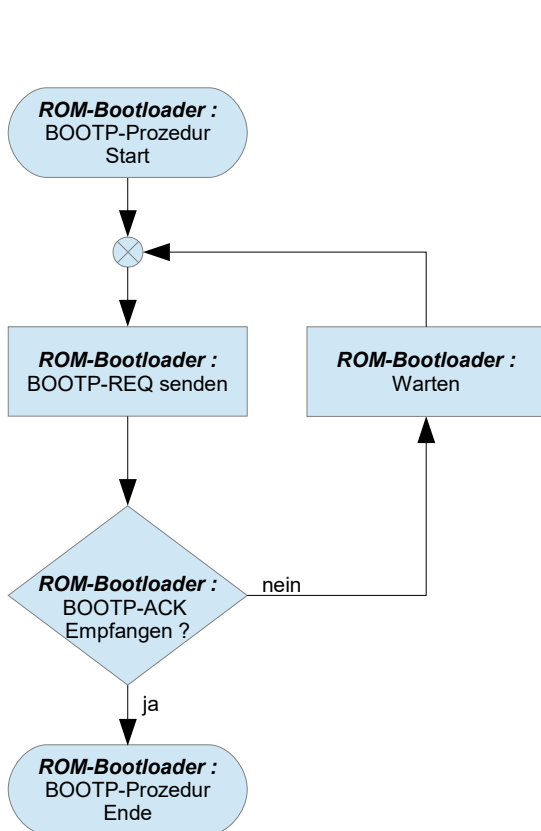 ROM-Bootloader :
BOOTP-Prozedur
Start
ROM-Bootloader :
BOOTP-REQ senden
ROM-Bootloader :
Warten
ROM-Bootloader :
BOOTP-ACK
Empfangen ?
nein
ja
ROM-Bootloader :
BOOTP-Prozedur
Ende